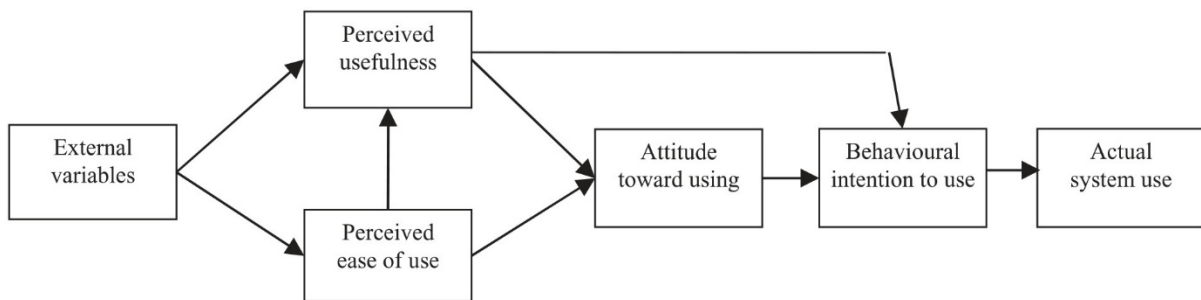 Perceived
usefulness
External
variables
Attitude
toward using
Behavioural
intention to use
Actual
system use
Perceived
ease of use